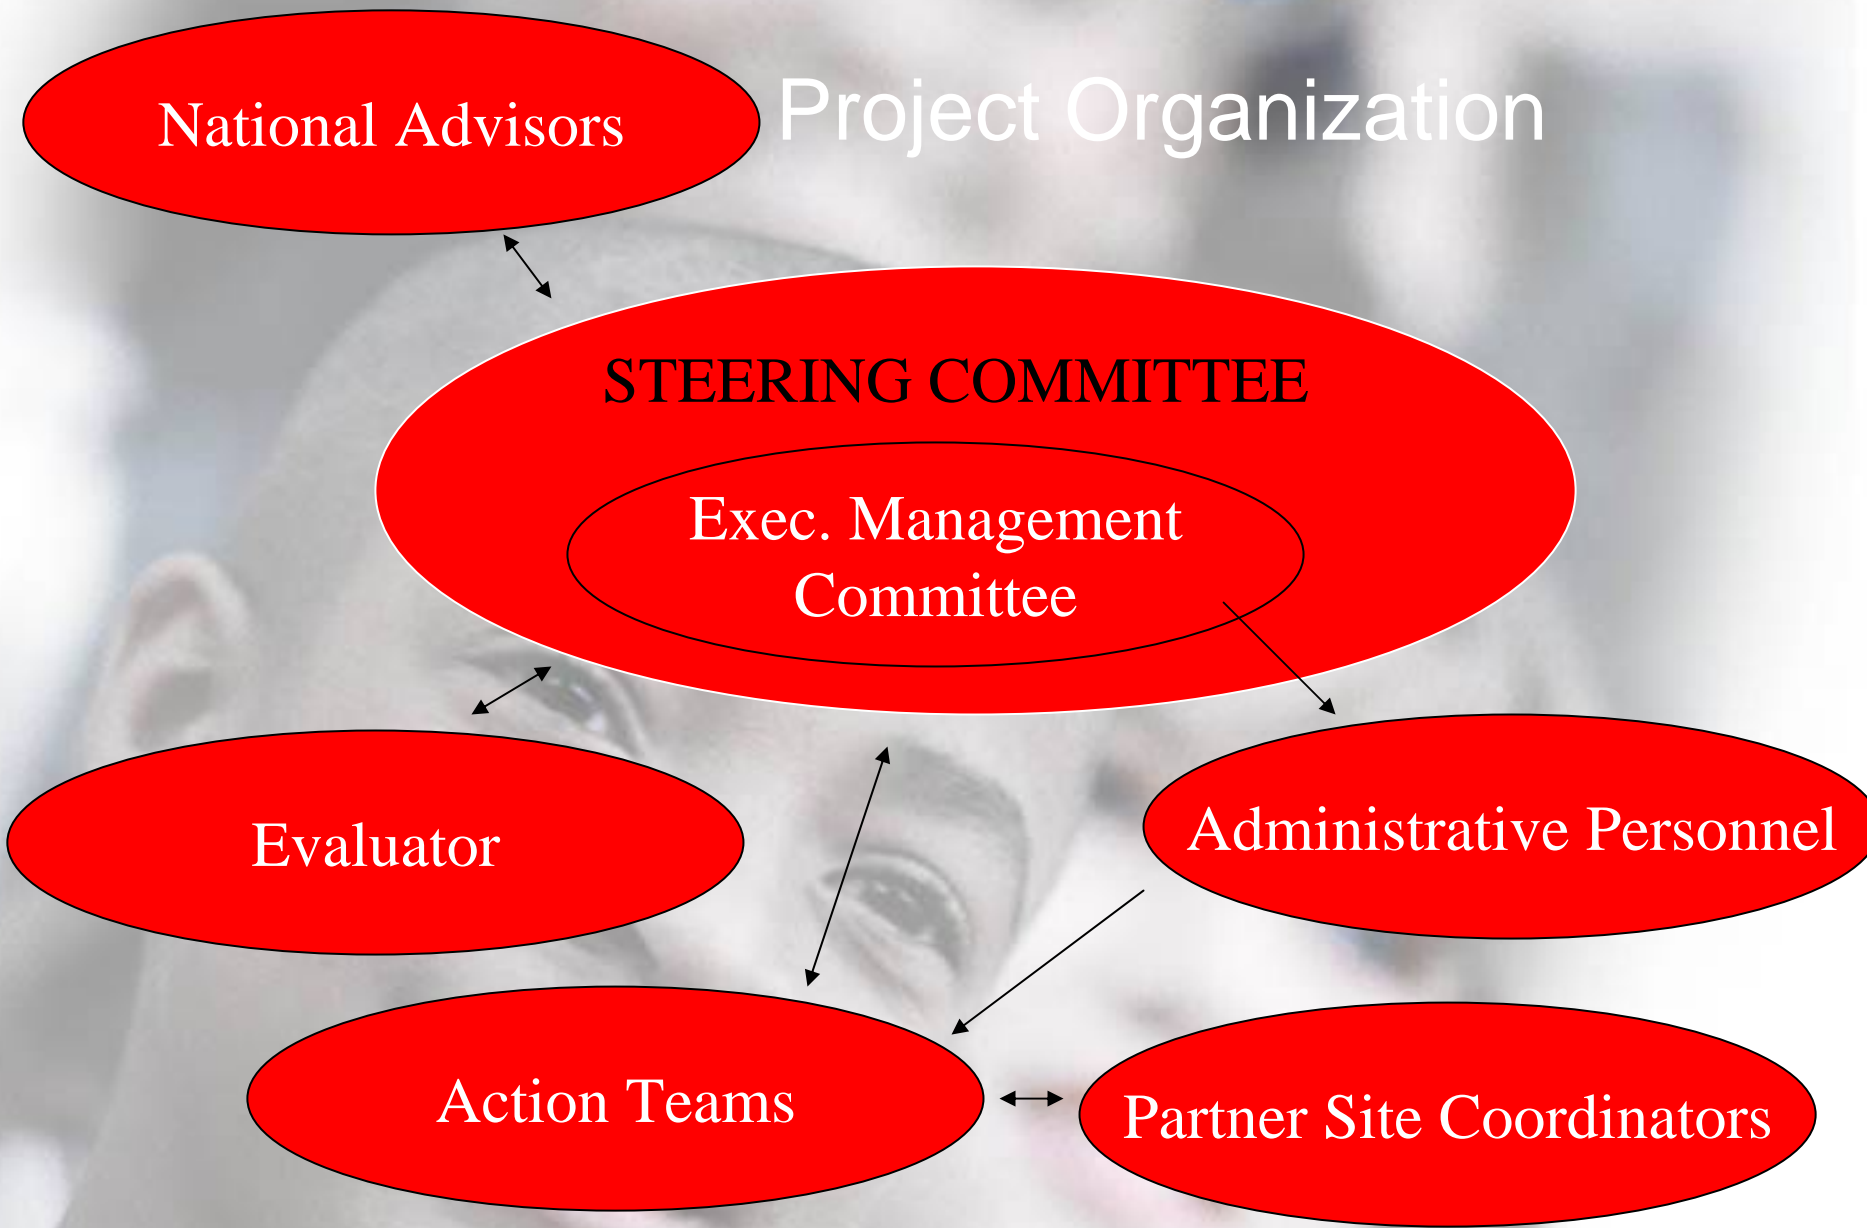 Project Organization
National Advisors
STEERING COMMITTEE
Exec. Management
Committee
Evaluator
Administrative Personnel
Action Teams
Partner Site Coordinators